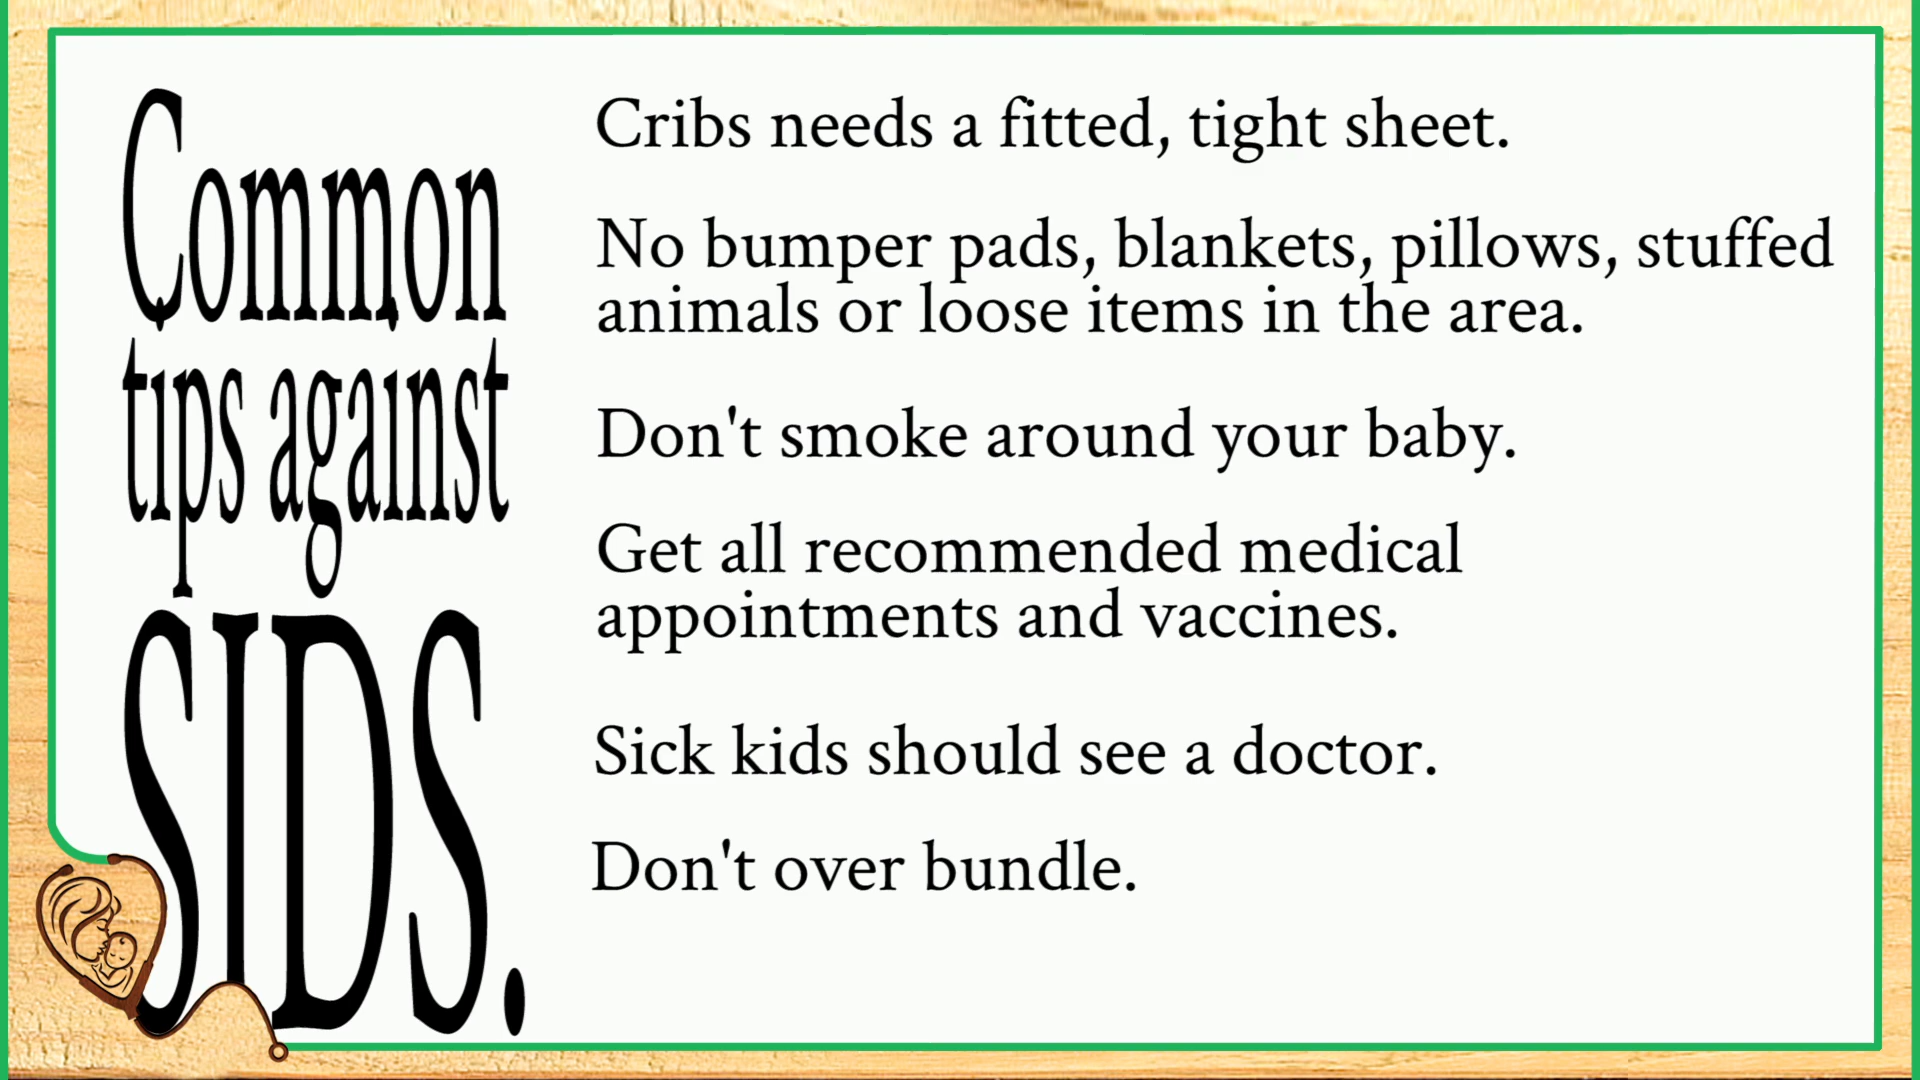 Common
tips against
SIDS.
Cribs needs a fitted, tight sheet.
No bumper pads, blankets, pillows, stuffed
animals or loose items in the area.
Don't smoke around your baby.
Get all recommended medical
appointments and vaccines.
Sick kids should see a doctor.
Don't over bundle.